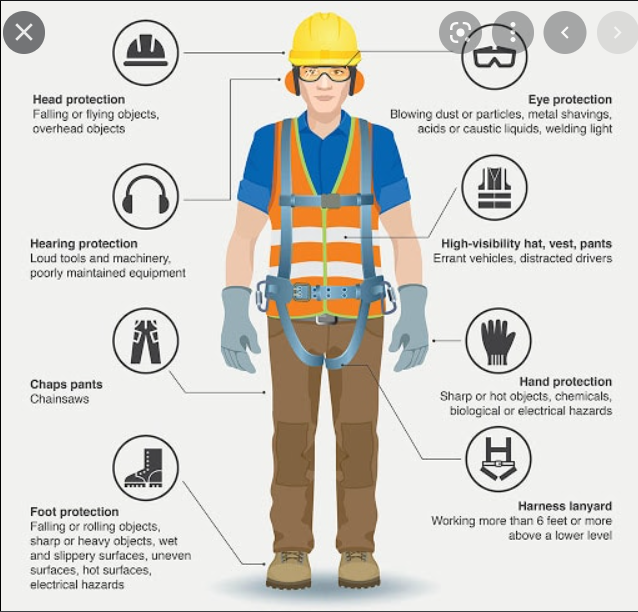 Head protection
Falling or flying objects,
overhead objects
Eye protection
Blowing dust or particles, metal shavings,
acids or caustic liquids, welding light
Hearing protection
Loud tools and machinery,
poorly maintained equipment
High-visibility hat, vest, pants
Errant vehicles, distracted drivers
Chaps pants
Chainsaws
Hand protection
Sharp or hot objects, chemicals,
biological or electrical hazards
Foot protection
Falling or rolling objects,
sharp or heavy objects, wet
and slippery surfaces, uneven
surfaces, hot surfaces,
electrical hazards
Harness lanyard
Working more than 6 feet or more
above a lower level